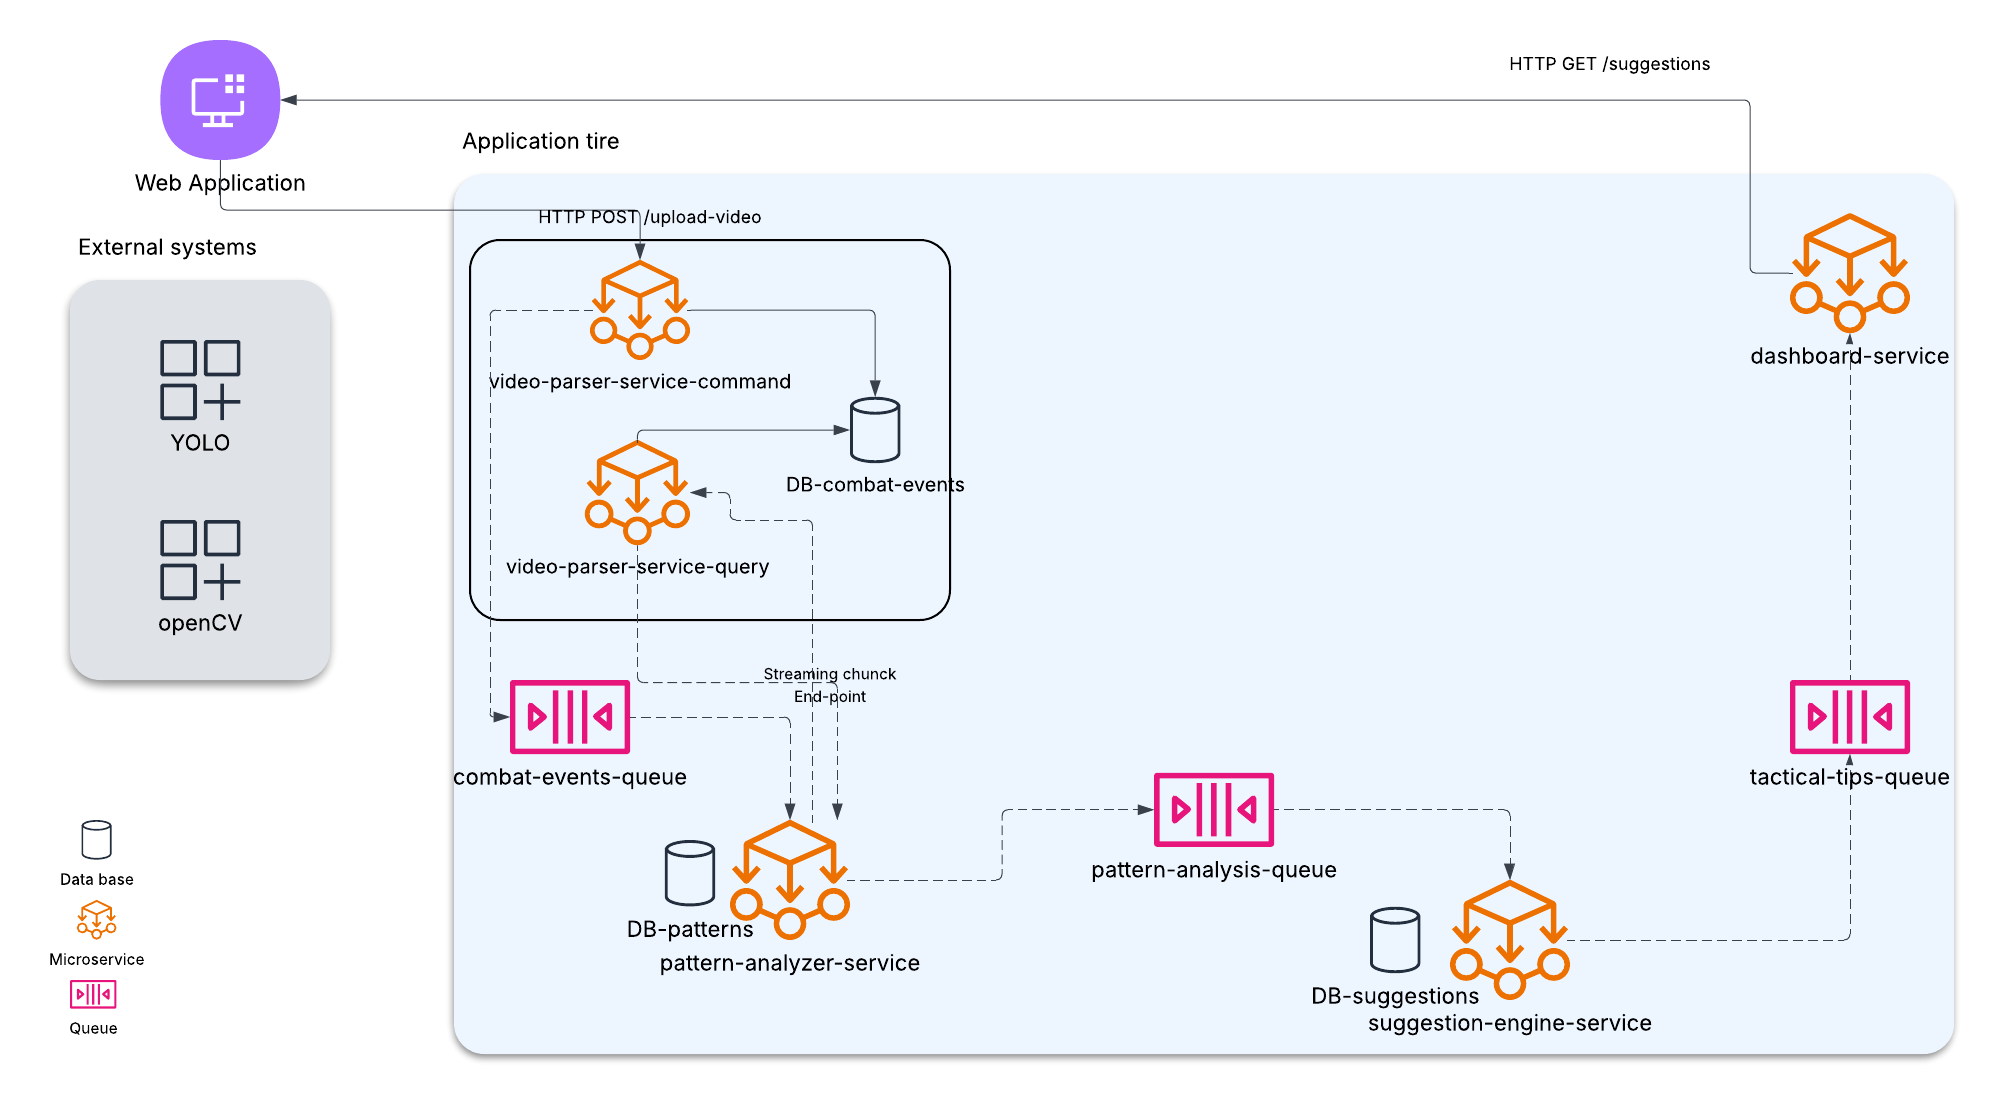 HTTP GET /suggestions
Application tire
Web Application
HTTP POST /upload-video
External systems
dashboard-service
video-parser-service-command
YOLO
DB-combat-events
video-parser-service-query
openCV
Streaming chunck
End-point
combat-events-queue
tactical-tips-queue
pattern-analysis-queue
Data base
DB-patterns
Microservice
pattern-analyzer-service
DB-suggestions
suggestion-engine-service
Queue